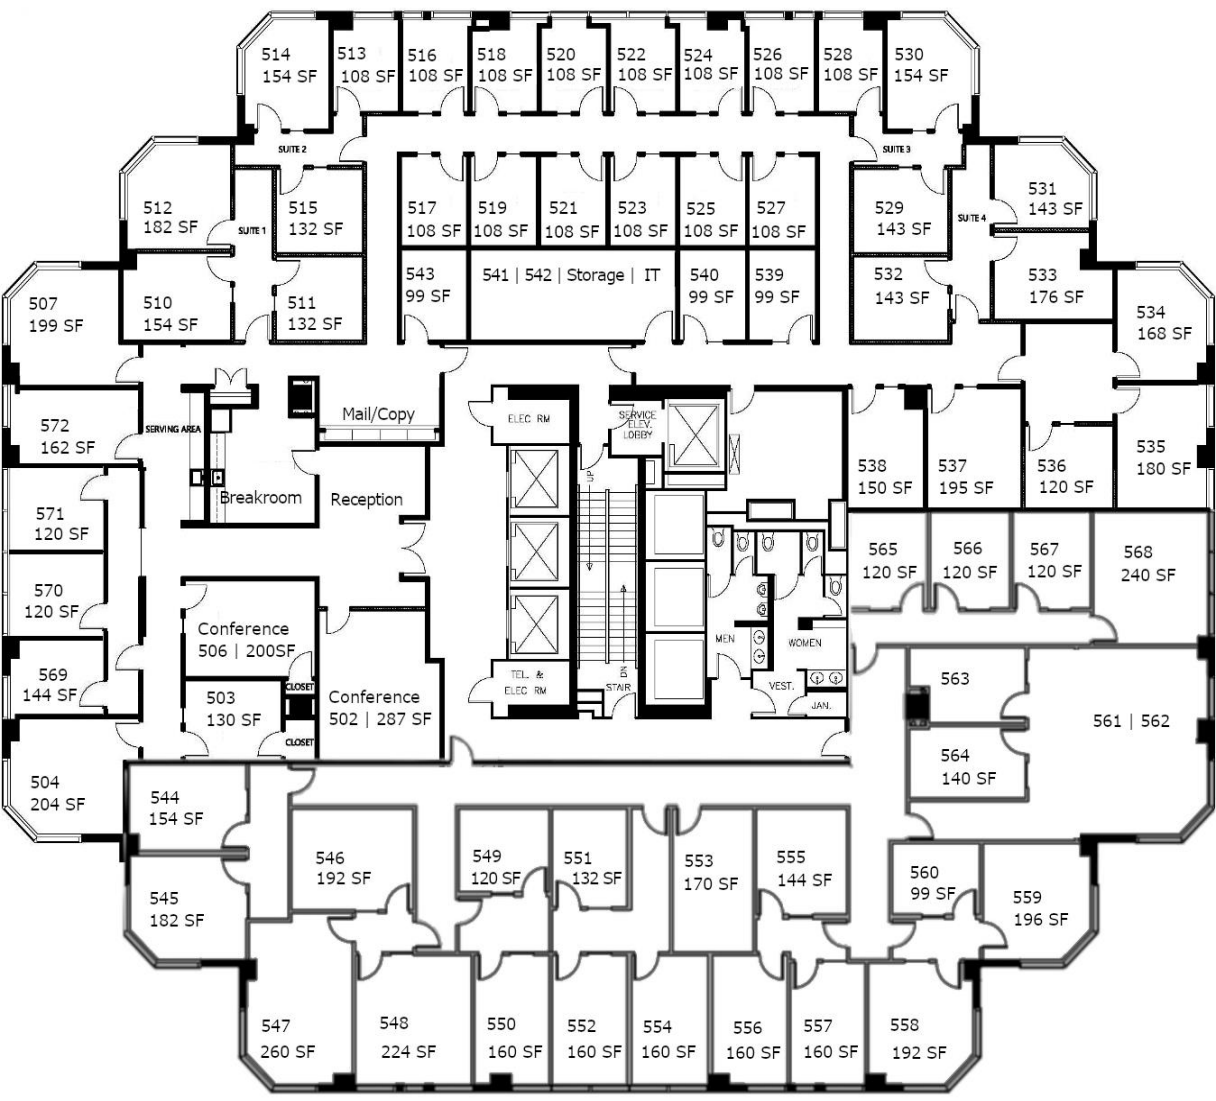 514
154 SF
513
108 SF
516
108 SF
518
108 SF
520
108 SF
522
108 SF
524
108 SF
526
108 SF
528
108 SF
530
154 SF
SUITE 2
SUITE 3
512
182 SF
SUITE 1
515
132 SF
517
108 SF
519
108 SF
521
108 SF
523
108 SF
525
108 SF
527
108 SF
529
143 SF
SUITE 4
531
143 SF
507
199 SF
510
154 SF
511
132 SF
543
99 SF
541 | 542 | Storage | IT
540
99 SF
539
99 SF
532
143 SF
533
176 SF
534
168 SF
572
162 SF
SERVING AREA
Mail/Copy
ELEC RM
SERVICE
ELEV.
LOBBY
Breakroom
Reception
UP
538
150 SF
537
195 SF
536
120 SF
535
180 SF
571
120 SF
570
120 SF
569
144 SF
565
120 SF
566
120 SF
567
120 SF
568
240 SF
Conference
506 | 200SF
503
130 SF
CLOSET
CLOSET
Conference
502 | 287 SF
TEL. &
ELEC RM
STAIR
DN
MEN
WOMEN
VEST.
JAN.
563
564
140 SF
561 | 562
504
204 SF
544
154 SF
545
182 SF
546
192 SF
549
120 SF
551
132 SF
553
170 SF
555
144 SF
560
99 SF
559
196 SF
547
260 SF
548
224 SF
550
160 SF
552
160 SF
554
160 SF
556
160 SF
557
160 SF
558
192 SF